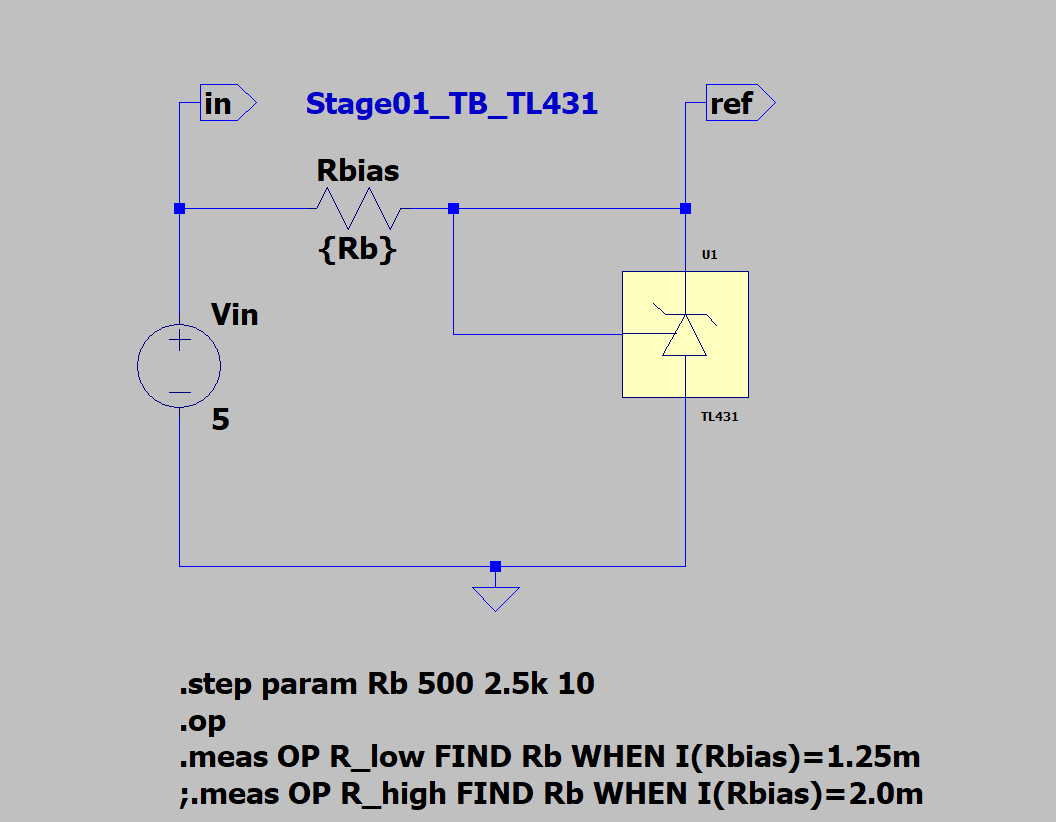 in
Stage01_TB_TL431
ref
Rbias
{Rb}
U1
Vin
5
TL431
.step param Rb 500 2.5k 10
.op
.meas OP R_low FIND Rb WHEN I(Rbias)=1.25m
;.meas OP R_high FIND Rb WHEN I(Rbias)=2.0m